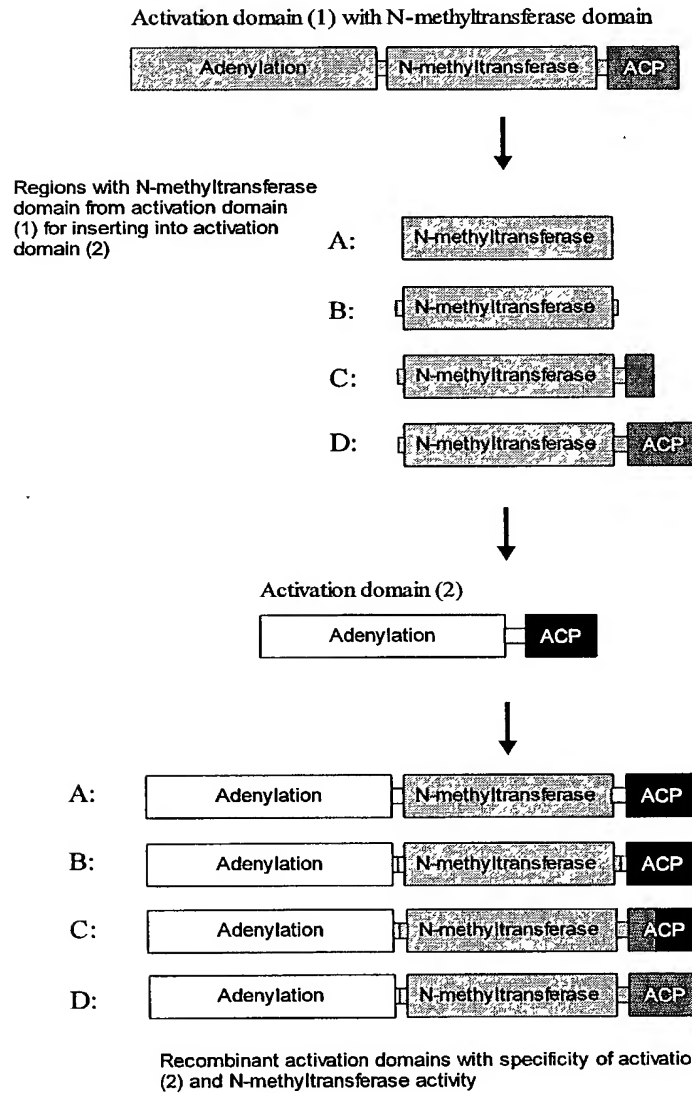 Activation domain (1) with N-methyltransferase domain
Adenylation N-methyltransferase ACP
Regions with N-methyltransferase
domain from activation domain
(1) for inserting into activation
domain (2)
A: N-methyltransferase
B: N-methyltransferase
C: N-methyltransferase
D: N-methyltransferase ACP
Activation domain (2)
Adenylation ACP
A: Adenylation N-methyltransferase ACP
B: Adenylation N-methyltransferase ACP
C: Adenylation N-methyltransferase ACP
D: Adenylation N-methyltransferase ACP
Recombinant activation domains with specificity of activatio
(2) and N-methyltransferase activity